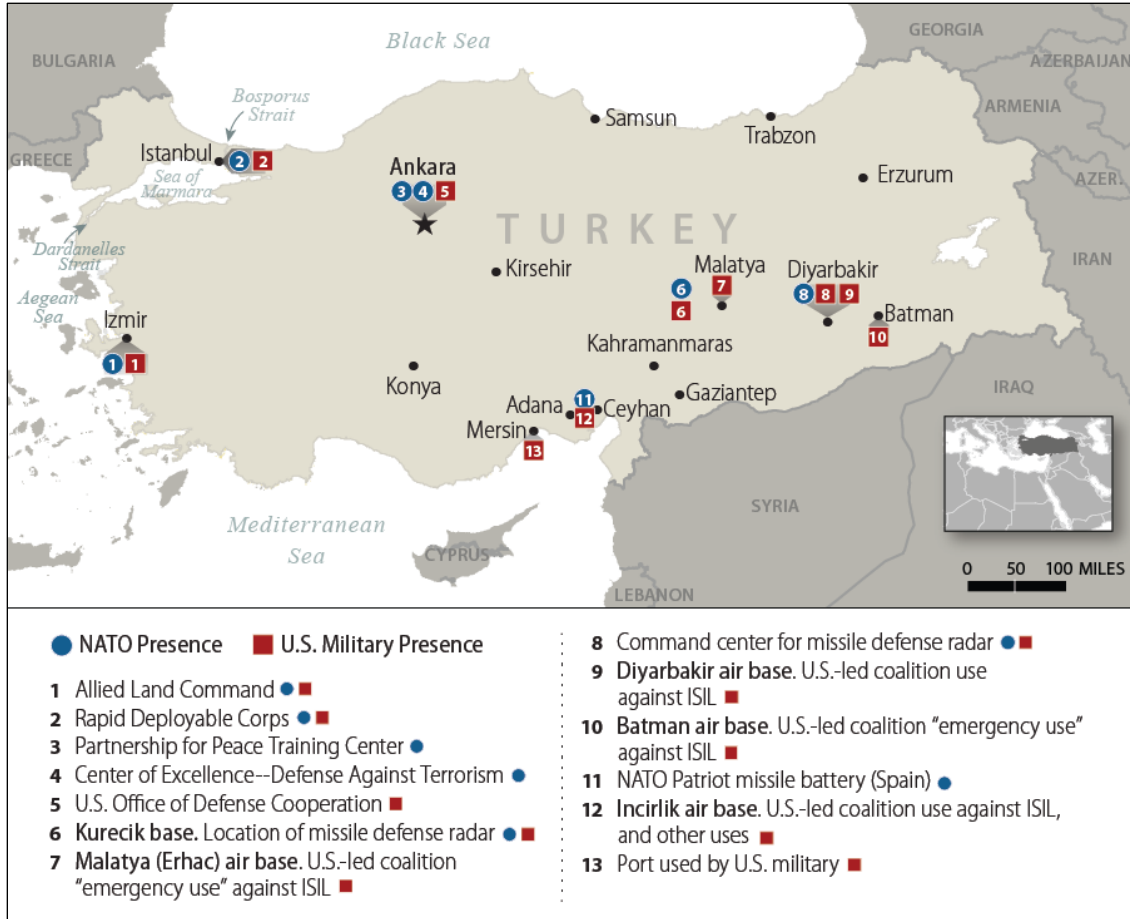 Black Sea
BULGARIA
GEORGIA
AZERBAIJAN
ARMENIA
Bosporus
Strait
Samsun
Trabzon
GREECE
Istanbul
2 2
Sea of
Marmara
Ankara
3 4 5
Erzurum
AZER.
TURKEY
Dardanelles
Strait
Aegean
Sea
Kirsehir
Malatya
7
6
6
Diyarbakir
8 8 9
IRAN
Izmir
1 1
Batman
10
Kahramanmaras
Konya
Gaziantep
IRAQ
Adana
11
12
Ceyhan
Mersin
13
Mediterranean
Sea
CYPRUS
SYRIA
LEBANON
0 50 100 MILES
NATO Presence U.S. Military Presence
1 Allied Land Command
2 Rapid Deployable Corps
3 Partnership for Peace Training Center
4 Center of Excellence--Defense Against Terrorism
5 U.S. Office of Defense Cooperation
6 Kurecik base. Location of missile defense radar
7 Malatya (Erhac) air base. U.S.-led coalition
"emergency use" against ISIL
8 Command center for missile defense radar
9 Diyarbakir air base. U.S.-led coalition use
against ISIL
10 Batman air base. U.S.-led coalition "emergency use"
against ISIL
11 NATO Patriot missile battery (Spain)
12 Incirlik air base. U.S.-led coalition use against ISIL,
and other uses
13 Port used by U.S. military